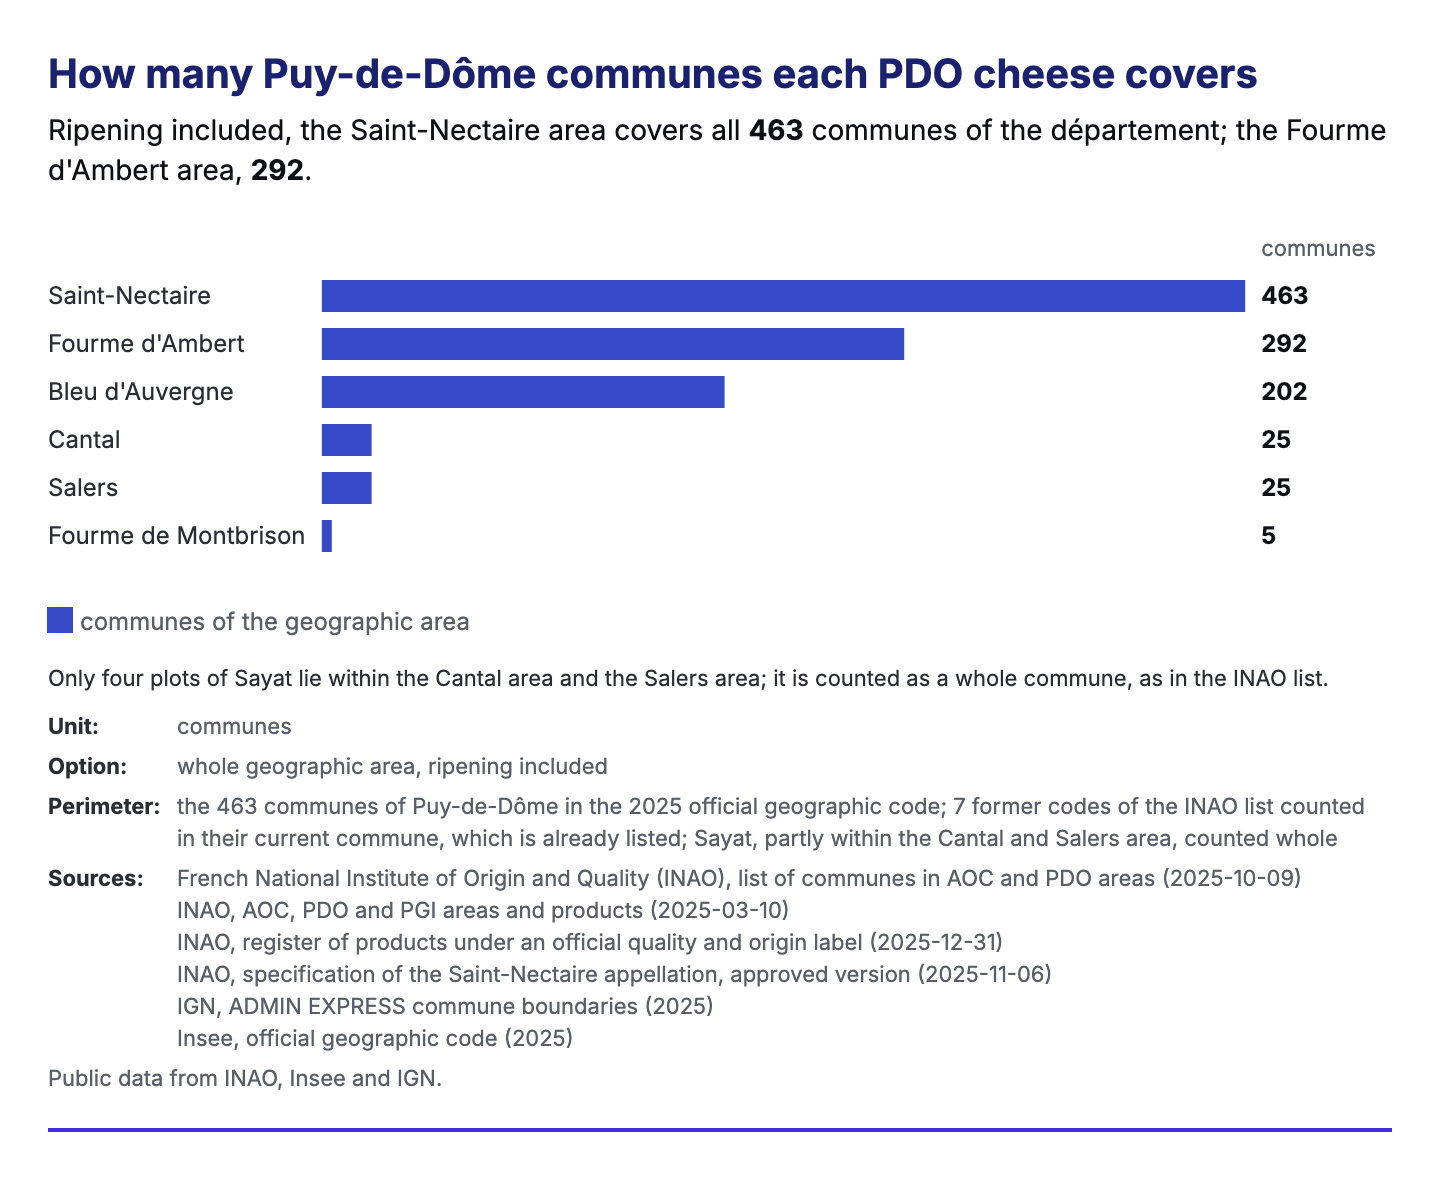 How many Puy-de-Dôme communes each PDO cheese covers
Ripening included, the Saint-Nectaire area covers all 463 communes of the département; the Fourme
d'Ambert area, 292.
communes
Saint-Nectaire 463
Fourme d'Ambert 292
Bleu d'Auvergne 202
Cantal 25
Salers 25
Fourme de Montbrison 5
communes of the geographic area
Only four plots of Sayat lie within the Cantal area and the Salers area; it is counted as a whole commune, as in the INAO list.
Unit: communes
Option: whole geographic area, ripening included
Perimeter: the 463 communes of Puy-de-Dôme in the 2025 official geographic code; 7 former codes of the INAO list counted
in their current commune, which is already listed; Sayat, partly within the Cantal and Salers area, counted whole
Sources: French National Institute of Origin and Quality (INAO), list of communes in AOC and PDO areas (2025-10-09)
INAO, AOC, PDO and PGI areas and products (2025-03-10)
INAO, register of products under an official quality and origin label (2025-12-31)
INAO, specification of the Saint-Nectaire appellation, approved version (2025-11-06)
IGN, ADMIN EXPRESS commune boundaries (2025)
Insee, official geographic code (2025)
Public data from INAO, Insee and IGN.